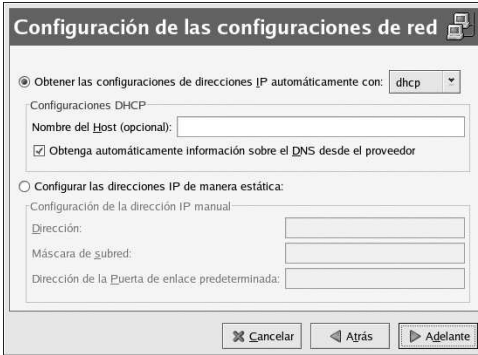 Configuración de las configuraciones de red
Obtener las configuraciones de direcciones IP automáticamente con: dhcp
Configuraciones DHCP
Nombre del Host (opcional):
Obtenga automáticamente información sobre el DNS desde el proveedor
Configurar las direcciones IP de manera estática:
Configuración de la dirección IP manual
Dirección:
Máscara de subred:
Dirección de la Puerta de enlace predeterminada:
Cancelar Atrás Adelante